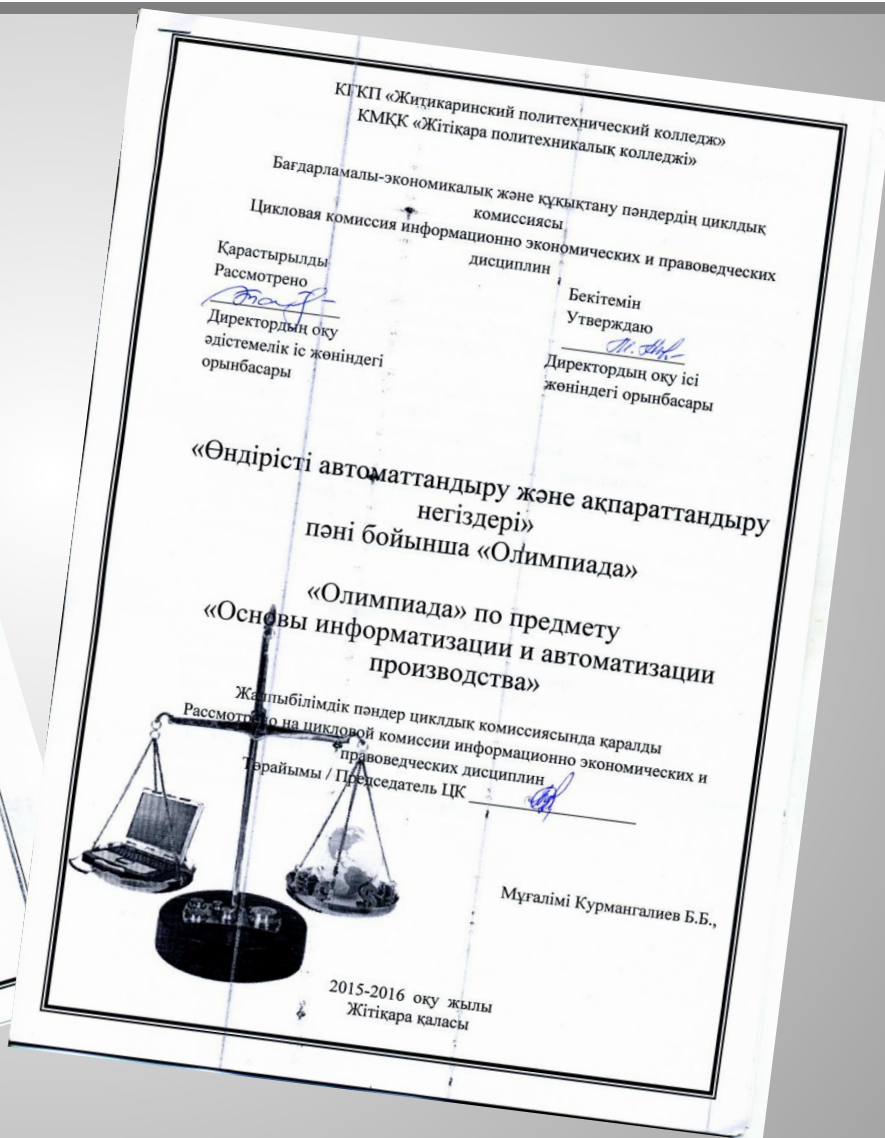 КГКП «Житикаринский политехнический колледж»
КМҚК «Жітіқара политехникалық колледжі»
Бағдарламалы-экономикалық және құқықтану пәндердің циклдық
комиссиясы
Цикловая комиссия информационно экономических и правоведческих
дисциплин
Қарастырылды
Рассмотрено
Директордың оқу
әдістемелік іс жөніндегі
орынбасары
Бекітемін
Утверждаю
Директордың оқу ісі
жөніндегі орынбасары
«Өндірісті автоматтандыру және ақпараттандыру
негіздері»
пәні бойынша «Олимпиада»
«Олимпиада» по предмету
«Основы информатизации и автоматизации
производства»
Жалпыбілімдік пәндер циклдық комиссиясында қаралды
Рассмотрено на цикловой комиссии информационно экономических и
правоведческих дисциплин
Төрайымы / Председатель ЦК
Мұғалімі Курмангалиев Б.Б.,
2015-2016 оқу жылы
Жітіқара қаласы